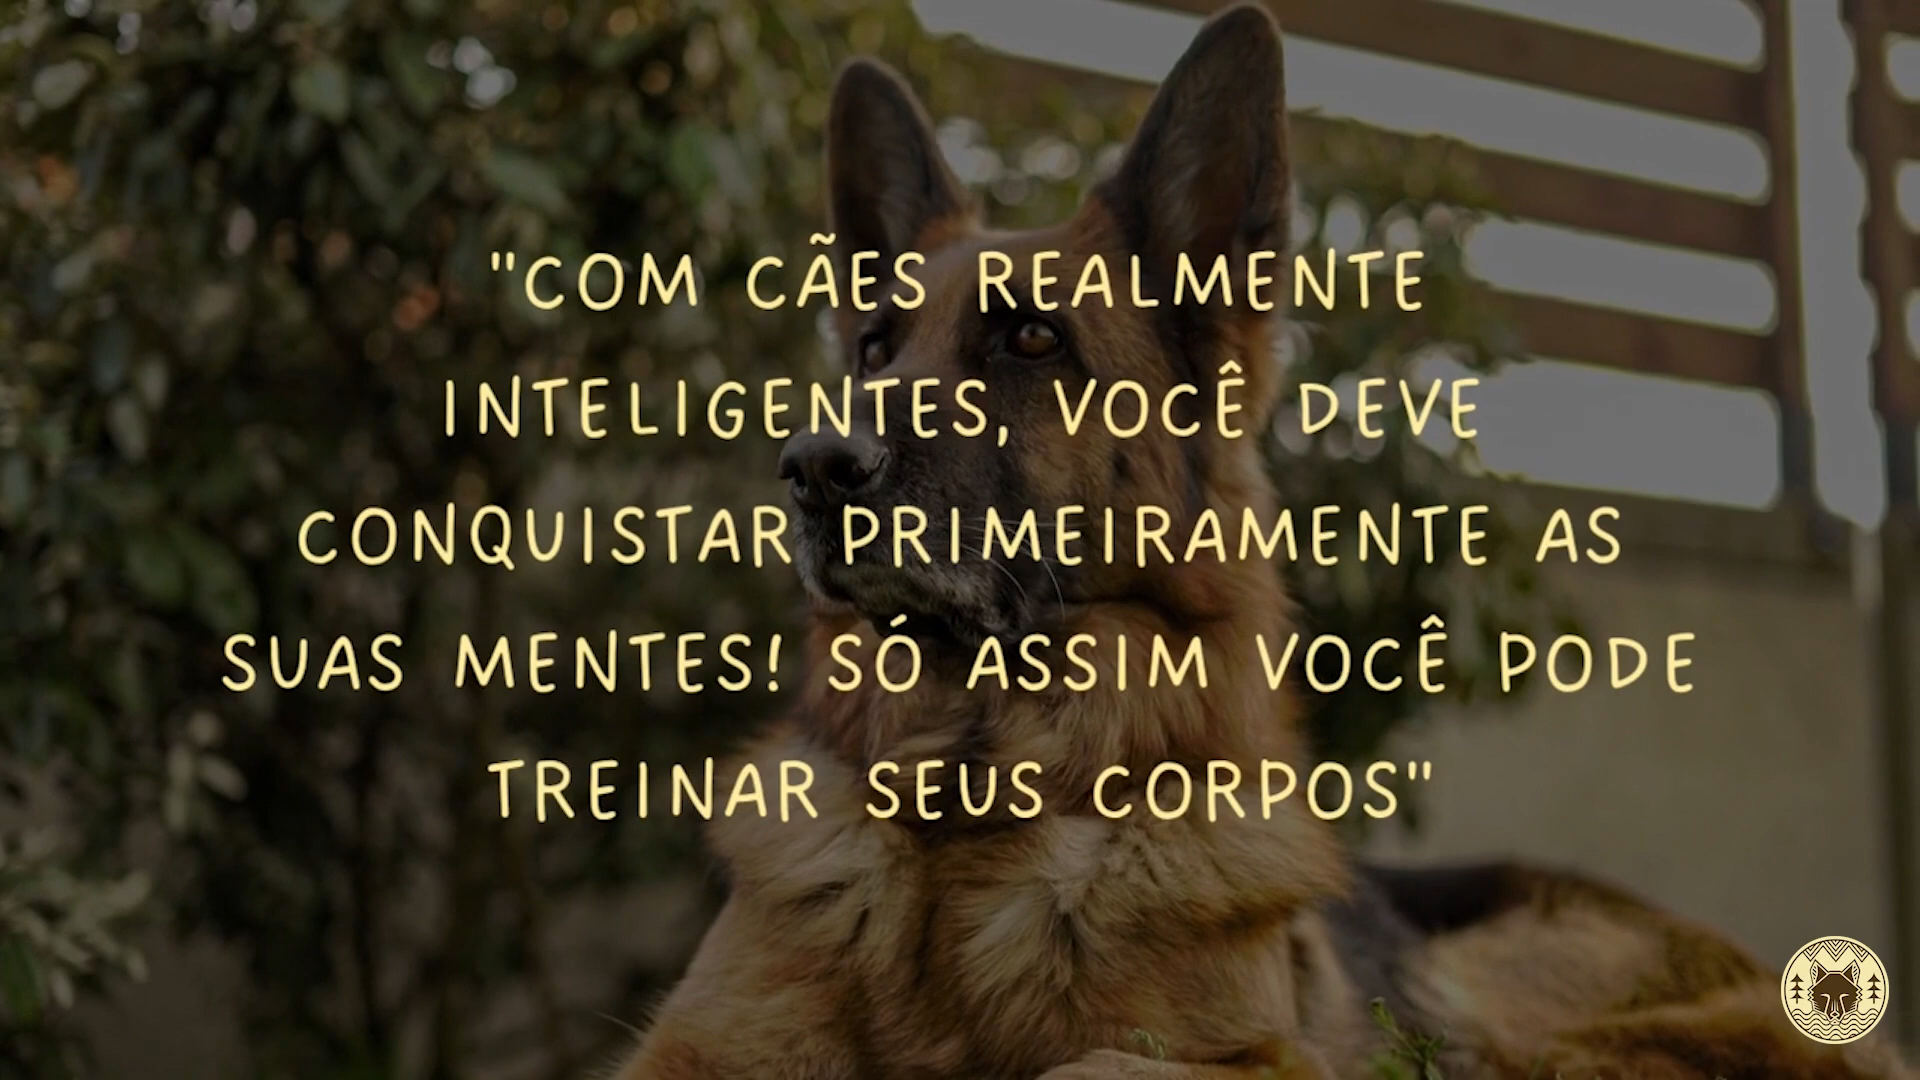 "COM CÃES REALMENTE
INTELIGENTES, VOCÊ DEVE
CONQUISTAR PRIMEIRAMENTE AS
SUAS MENTES! SÓ ASSIM VOCÊ PODE
TREINAR SEUS CORPOS"